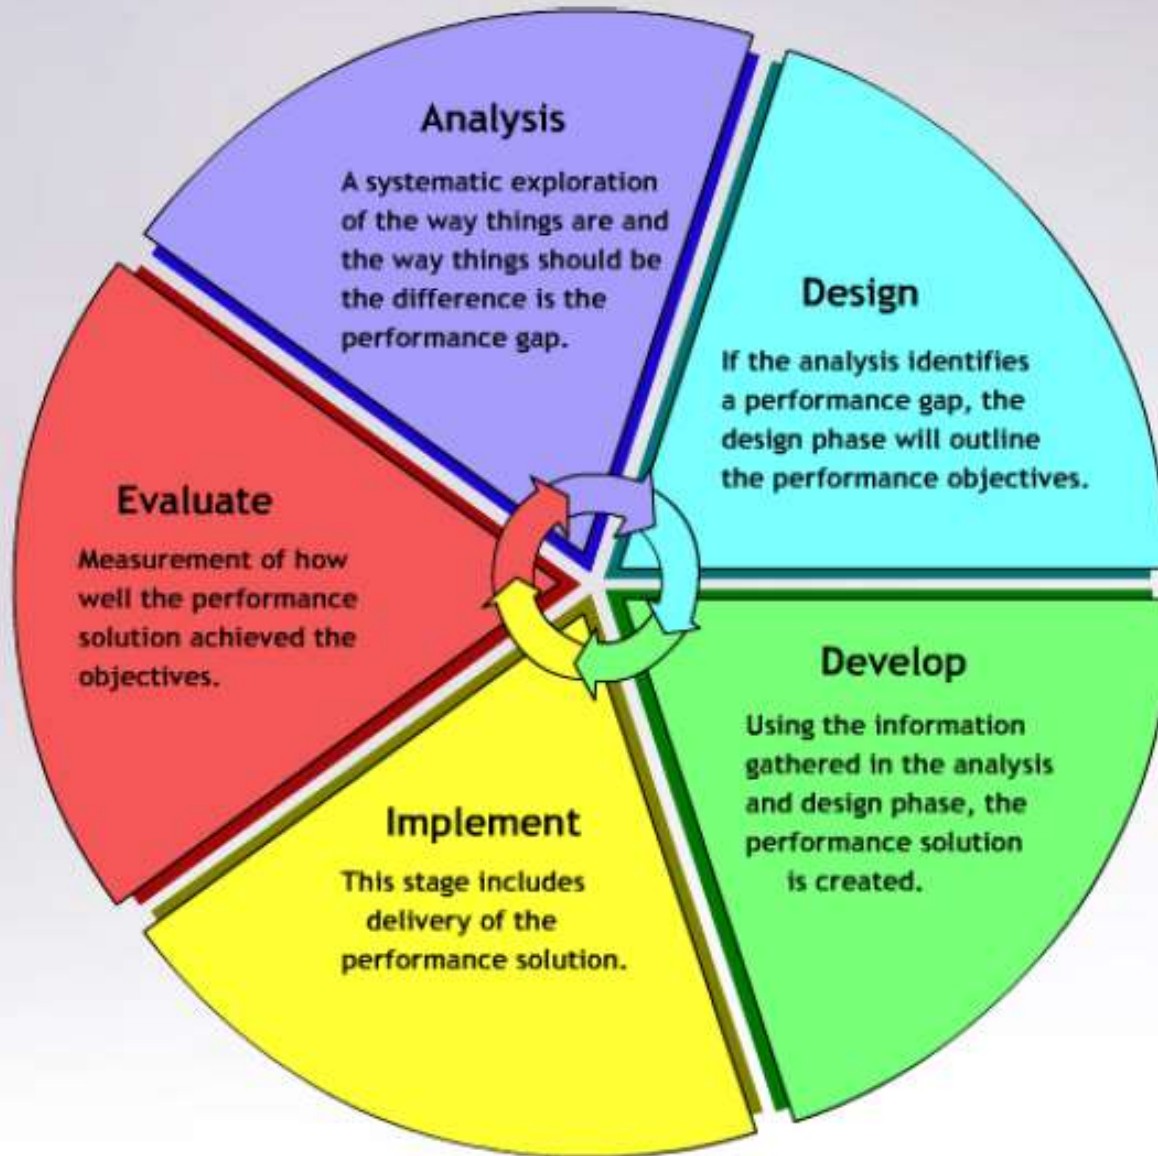 Analysis
A systematic exploration
of the way things are and
the way things should be
the difference is the
performance gap.
Design
If the analysis identifies
a performance gap, the
design phase will outline
the performance objectives.
Develop
Using the information
gathered in the analysis
and design phase, the
performance solution
is created.
Implement
This stage includes
delivery of the
performance solution.
Evaluate
Measurement of how
well the performance
solution achieved the
objectives.